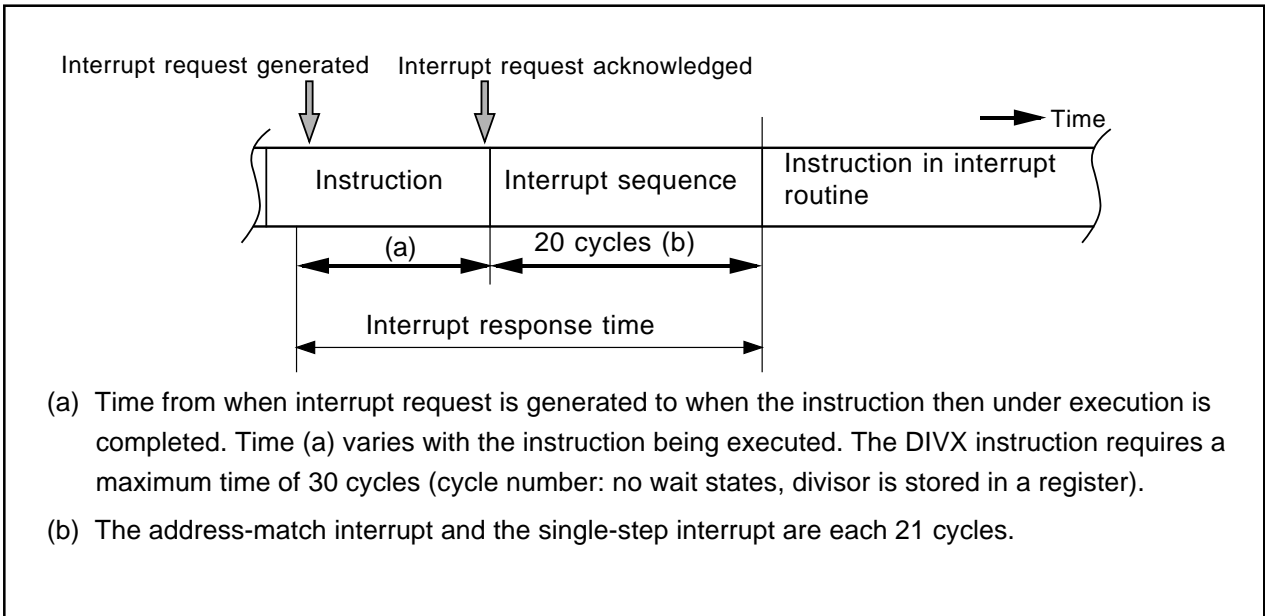 Interrupt request generated
Interrupt request acknowledged
Time
Instruction
Interrupt sequence
Instruction in interrupt
routine
(a)
20 cycles (b)
Interrupt response time
(a) Time from when interrupt request is generated to when the instruction then under execution is
completed. Time (a) varies with the instruction being executed. The DIVX instruction requires a
maximum time of 30 cycles (cycle number: no wait states, divisor is stored in a register).
(b) The address-match interrupt and the single-step interrupt are each 21 cycles.